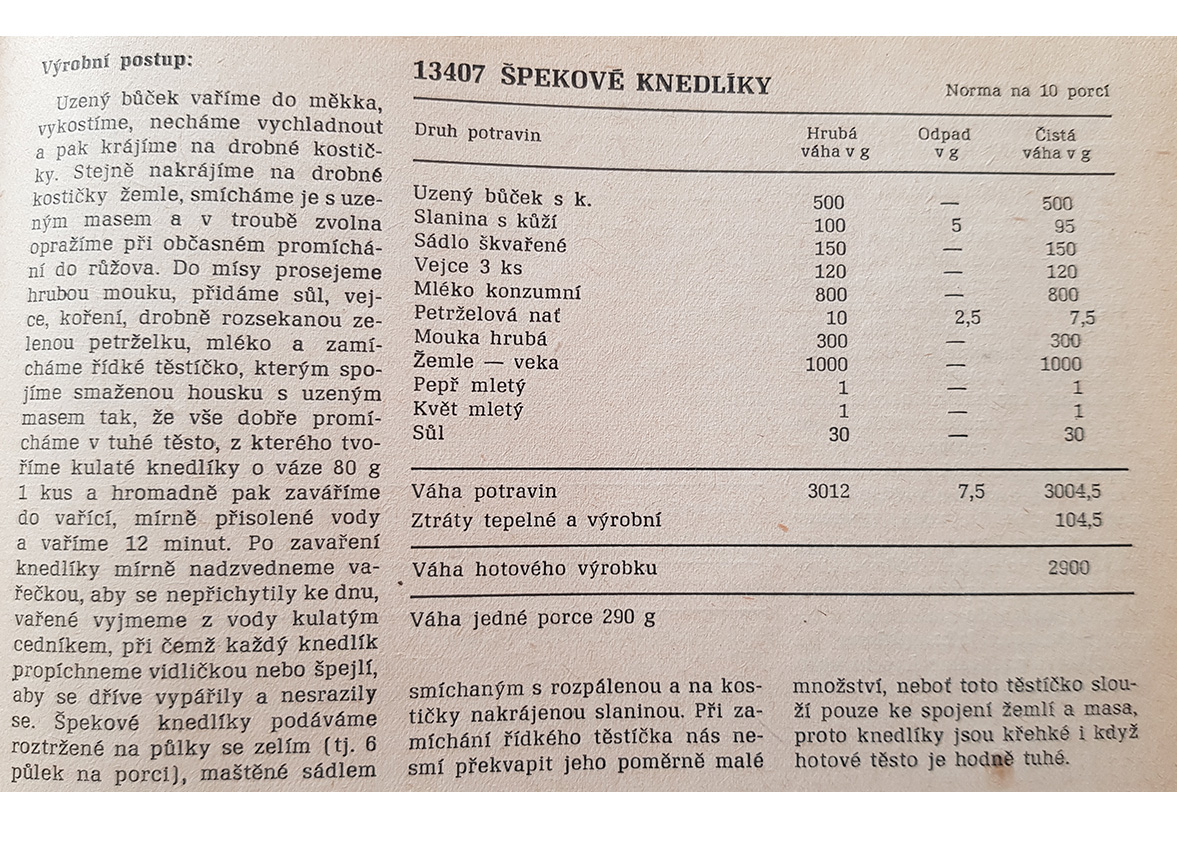 Výrobní postup:
Uzený bůček vaříme do měkka,
vykostíme, necháme vychladnout
a pak krájíme na drobné kostič-
ky. Stejně nakrájíme na drobné
kostičky žemle, smícháme je s uze-
ným masem a v troubě zvolna
opražíme při občasném promíchá-
ní do růžova. Do mísy prosejeme
hrubou mouku, přidáme sůl, vej-
ce, koření, drobně rozsekanou ze-
lenou petrželku, mléko a zamí-
cháme řídké těstíčko, kterým spo-
jíme smaženou housku s uzeným
masem tak, že vše dobře promí-
cháme v tuhé těsto, z kterého tvo-
říme kulaté knedlíky o váze 80 g
1 kus a hromadně pak zaváříme
do vařící, mírně přisolené vody
a vaříme 12 minut. Po zavaření
knedlíky mírně nadzvedneme va-
řečkou, aby se nepřichytily ke dnu,
vařené vyjmeme z vody kulatým
cedníkem, při čemž každý knedlík
propíchneme vidličkou nebo špejlí,
aby se dříve vypářily a nesrazily
se. Špekové knedlíky podáváme
roztržené na půlky se zelím (tj. 6
půlek na porci), maštěné sádlem
13407 ŠPEKOVÉ KNEDLÍKY
Norma na 10 porcí
Druh potravin Hrubá Odpad Čistá
váha v g v g váha v g
Uzený bůček s k. 500 — 500
Slanina s kůží 100 5 95
Sádlo škvařené 150 — 150
Vejce 3 ks 120 — 120
Mléko konzumní 800 — 800
Petrželová nať 10 2,5 7,5
Mouka hrubá 300 — 300
Žemle — veka 1000 — 1000
Pepř mletý 1 — 1
Květ mletý 1 — 1
Sůl 30 — 30
Váha potravin 3012 7,5 3004,5
Ztráty tepelné a výrobní 104,5
Váha hotového výrobku 2900
Váha jedné porce 290 g
smíchaným s rozpálenou a na kos-
tičky nakrájenou slaninou. Při za-
míchání řídkého těstíčka nás ne-
smí překvapit jeho poměrně malé
množství, neboť toto těstíčko slou-
ží pouze ke spojení žemlí a masa,
proto knedlíky jsou křehké i když
hotové těsto je hodně tuhé.